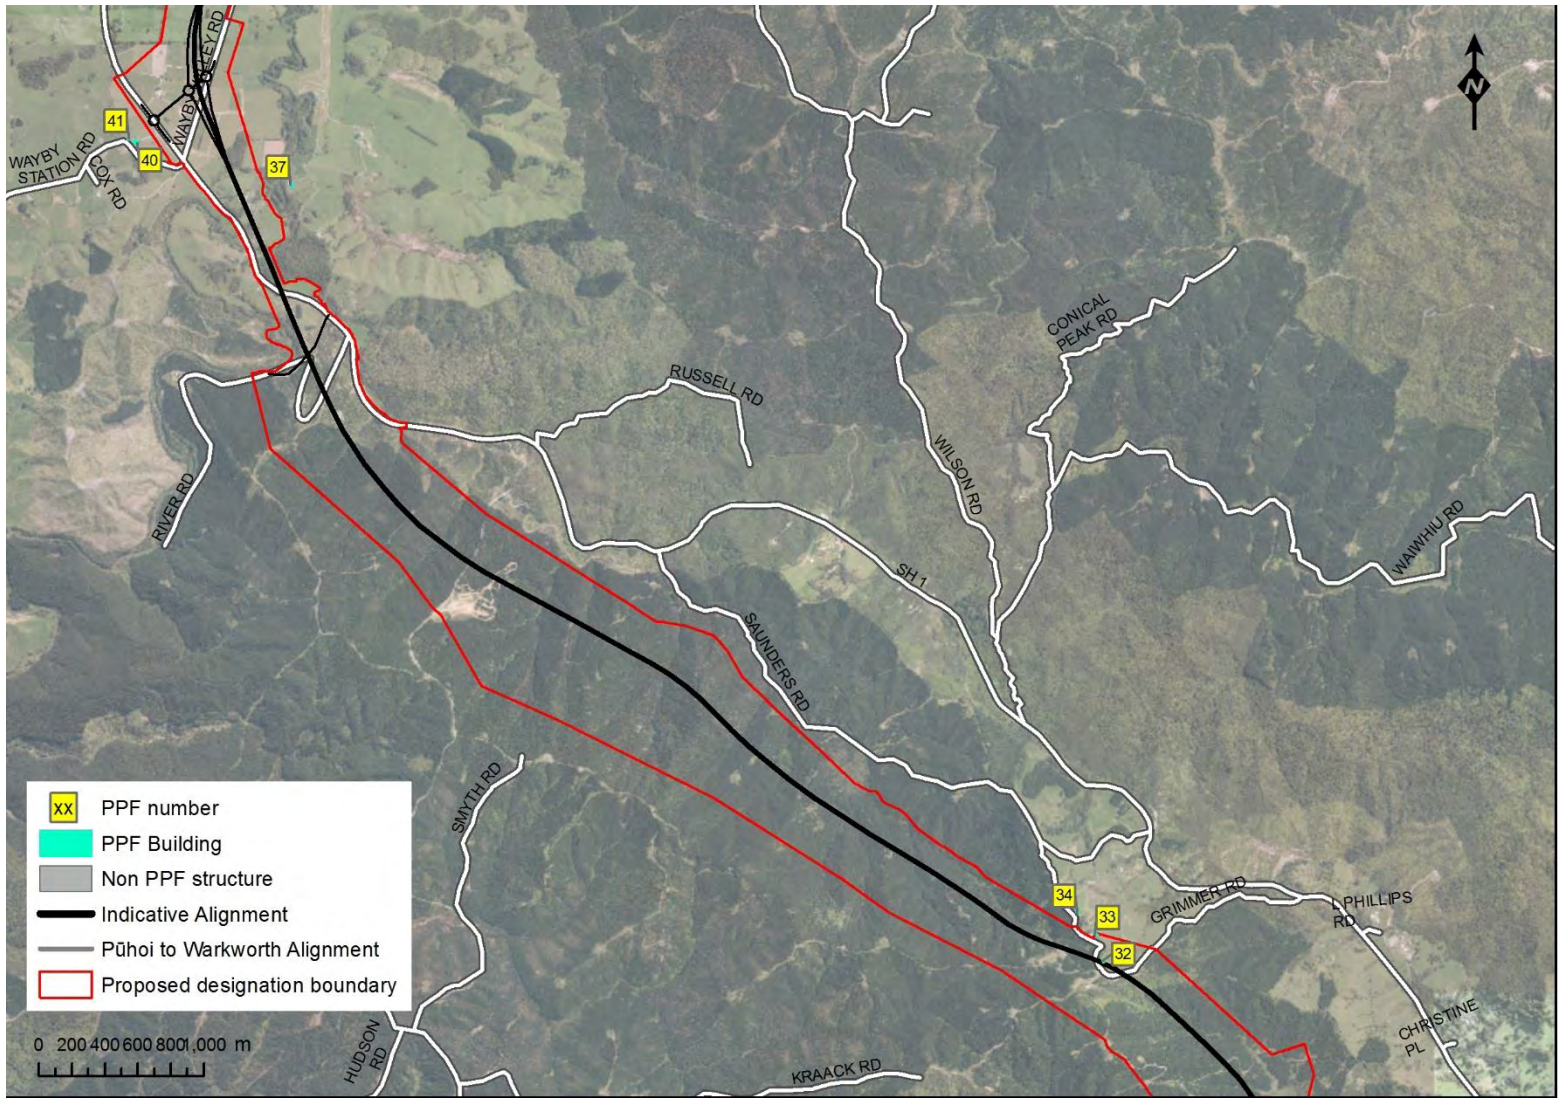 WAYBY VALLEY RD
41
40
WAYBY
STATION RD
COX RD
37
N
CONICAL
PEAK RD
RUSSELL RD
WILSON RD
RIVER RD
WAIWHIU RD
SH 1
SAUNDERS RD
SMYTH RD
34
33
32
GRIMMER RD
L PHILLIPS
RD
CHRISTINE
PL
HUDSON
RD
KRAACK RD
xx PPF number
PPF Building
Non PPF structure
Indicative Alignment
Pūhoi to Warkworth Alignment
Proposed designation boundary
0 200 400 600 800 1,000 m